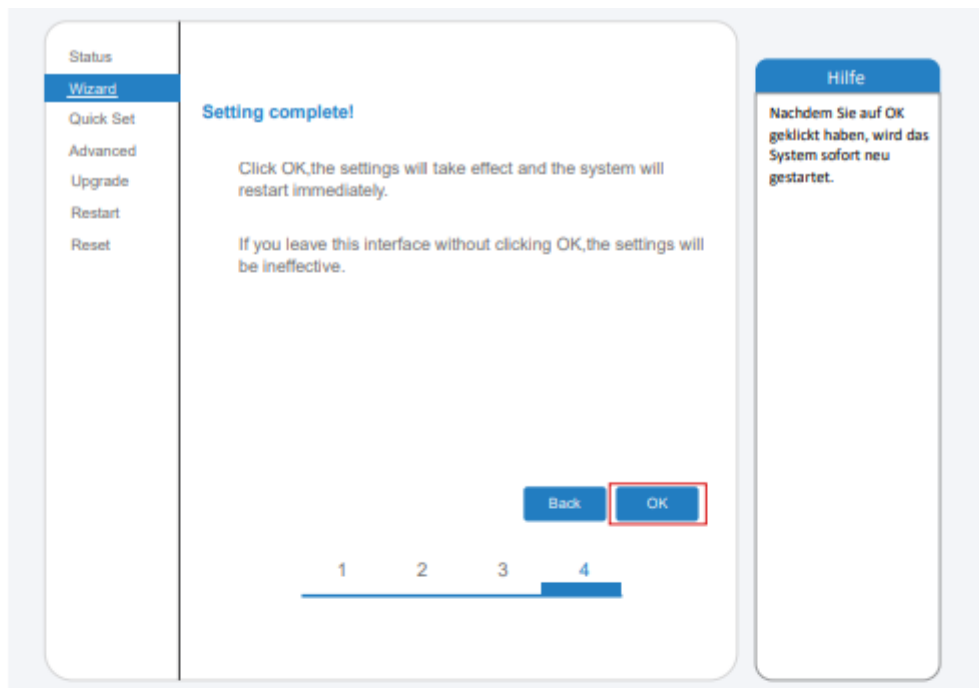 Status
Wizard
Quick Set
Advanced
Upgrade
Restart
Reset
Setting complete!
Click OK,the settings will take effect and the system will
restart immediately.
If you leave this interface without clicking OK,the settings will
be ineffective.
Back
OK
1 2 3 4
Hilfe
Nachdem Sie auf OK
geklickt haben, wird das
System sofort neu
gestartet.